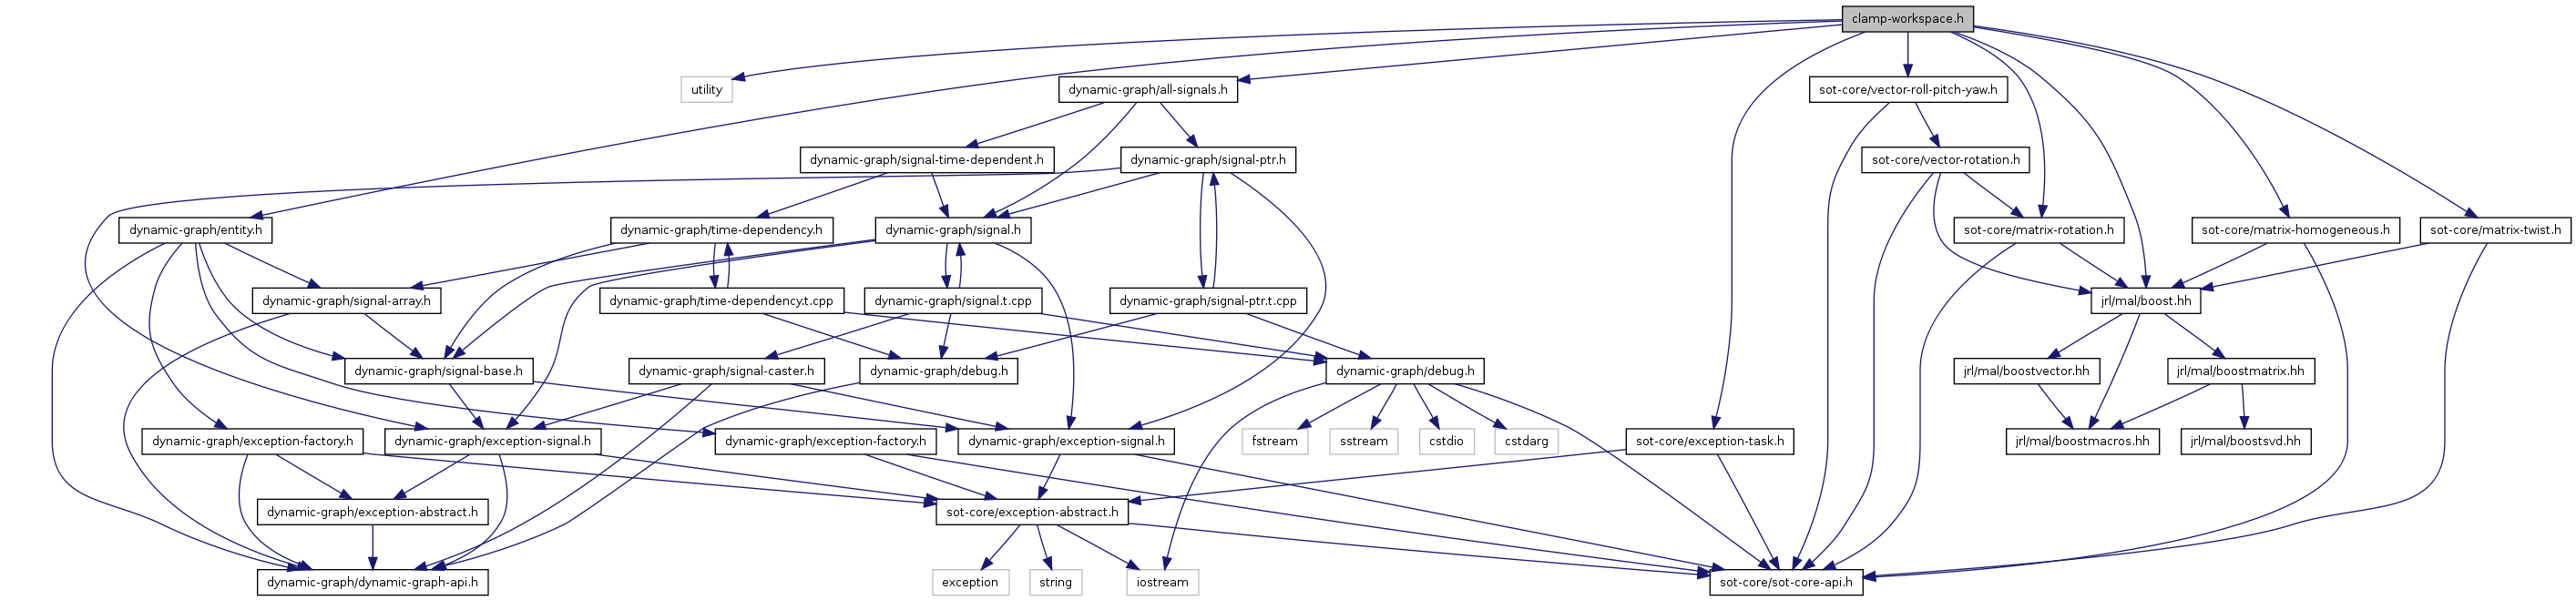 clamp-workspace.h
utility
dynamic-graph/all-signals.h
sot-core/vector-roll-pitch-yaw.h
dynamic-graph/signal-time-dependent.h
dynamic-graph/signal-ptr.h
sot-core/vector-rotation.h
dynamic-graph/entity.h
dynamic-graph/time-dependency.h
dynamic-graph/signal.h
sot-core/matrix-rotation.h
sot-core/matrix-homogeneous.h
sot-core/matrix-twist.h
dynamic-graph/signal-array.h
dynamic-graph/time-dependency.t.cpp
dynamic-graph/signal.t.cpp
dynamic-graph/signal-ptr.t.cpp
jrl/mal/boost.hh
dynamic-graph/signal-base.h
dynamic-graph/signal-caster.h
dynamic-graph/debug.h
dynamic-graph/debug.h
jrl/mal/boostvector.hh
jrl/mal/boostmatrix.hh
dynamic-graph/exception-factory.h
dynamic-graph/exception-signal.h
dynamic-graph/exception-factory.h
dynamic-graph/exception-signal.h
fstream
sstream
cstdio
cstdarg
sot-core/exception-task.h
jrl/mal/boostmacros.hh
jrl/mal/boostsvd.hh
dynamic-graph/exception-abstract.h
sot-core/exception-abstract.h
dynamic-graph/dynamic-graph-api.h
exception
string
iostream
sot-core/sot-core-api.h